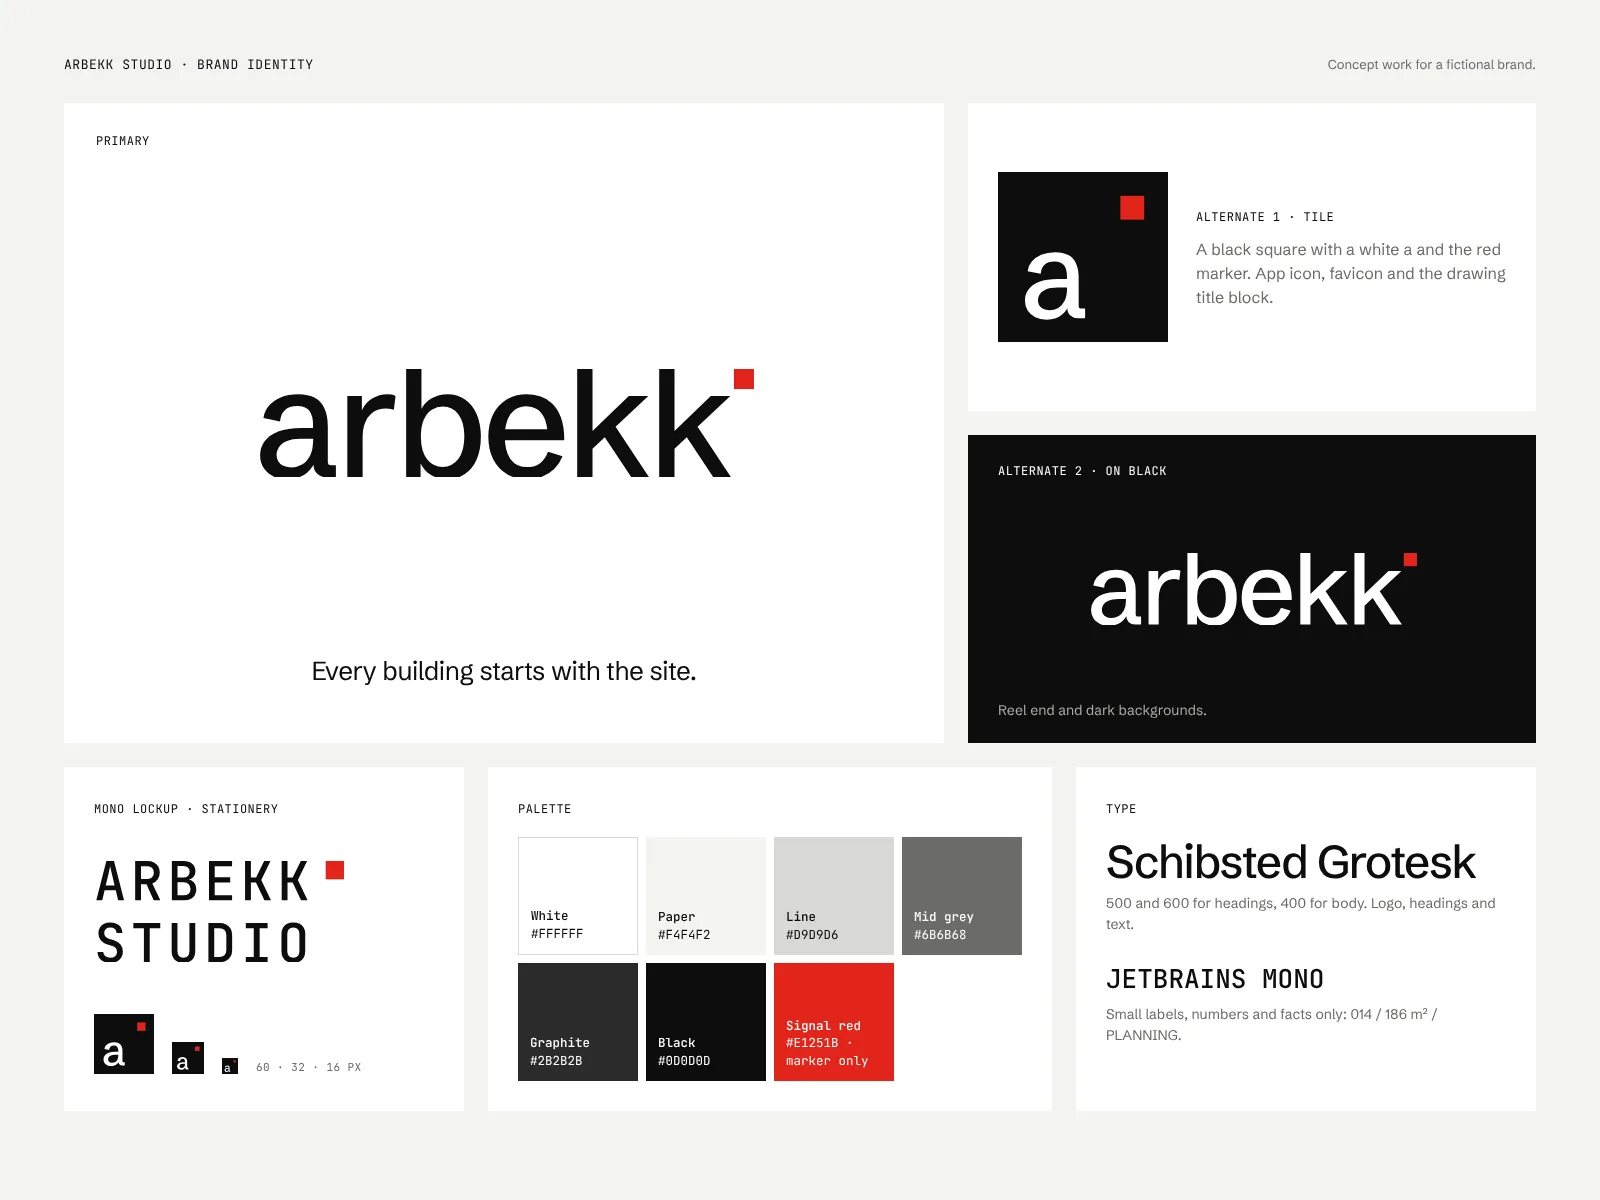 ARBEKK STUDIO · BRAND IDENTITY
Concept work for a fictional brand.
PRIMARY
arbekk
Every building starts with the site.
a
ALTERNATE 1 · TILE
A black square with a white a and the red
marker. App icon, favicon and the drawing
title block.
ALTERNATE 2 · ON BLACK
arbekk
Reel end and dark backgrounds.
MONO LOCKUP · STATIONERY
ARBEKK
STUDIO
a
a
a
60 · 32 · 16 PX
PALETTE
White
#FFFFFF
Paper
#F4F4F2
Line
#D9D9D6
Mid grey
#6B6B68
Graphite
#2B2B2B
Black
#0D0D0D
Signal red
#E1251B ·
marker only
TYPE
Schibsted Grotesk
500 and 600 for headings, 400 for body. Logo, headings and
text.
JETBRAINS MONO
Small labels, numbers and facts only: 014 / 186 m² /
PLANNING.